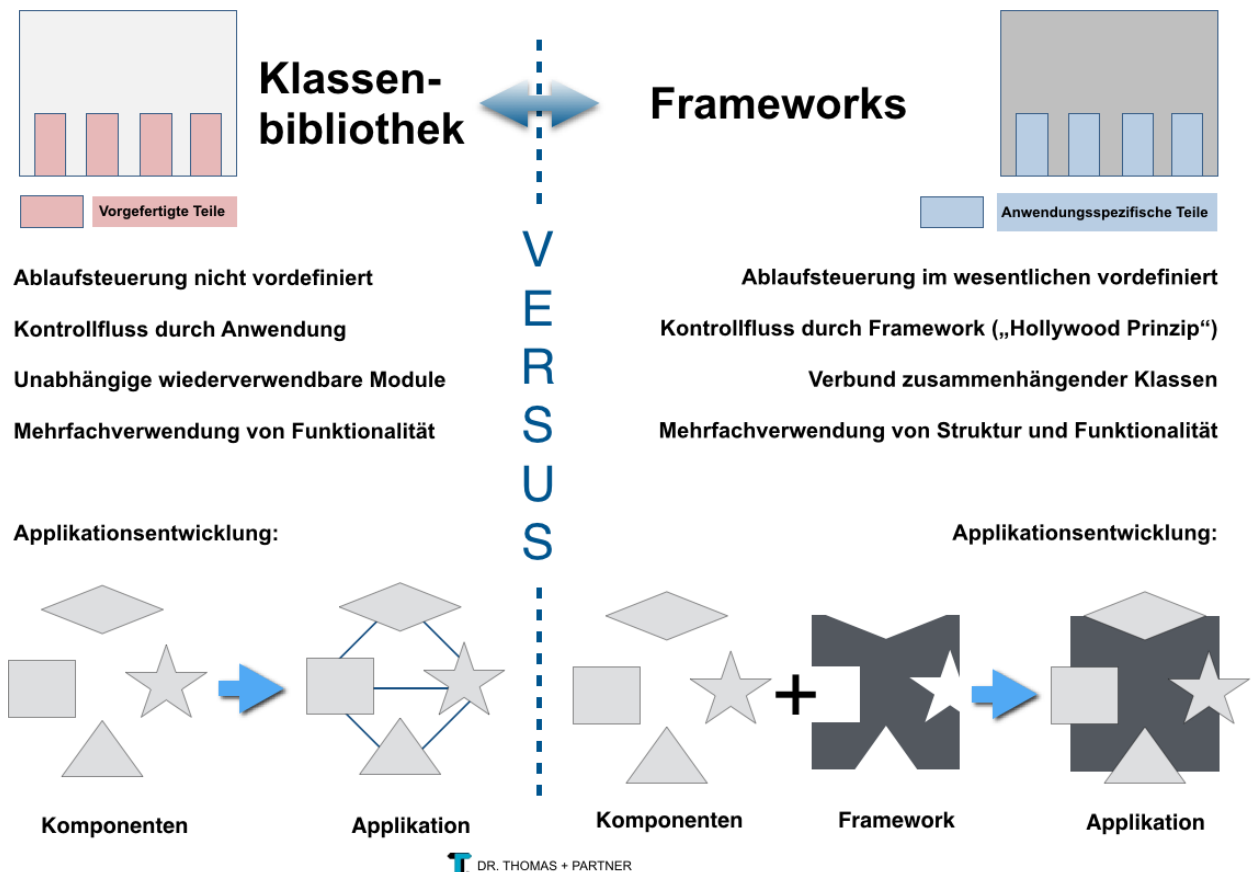 Klassen-
bibliothek
Vorgefertigte Teile
Ablaufsteuerung nicht vordefiniert
Kontrollfluss durch Anwendung
Unabhängige wiederverwendbare Module
Mehrfachverwendung von Funktionalität
Applikationsentwicklung:
Komponenten
Applikation
VERSUS
Frameworks
Anwendungsspezifische Teile
Ablaufsteuerung im wesentlichen vordefiniert
Kontrollfluss durch Framework („Hollywood Prinzip“)
Verbund zusammenhängender Klassen
Mehrfachverwendung von Struktur und Funktionalität
Applikationsentwicklung:
+
Komponenten
Framework
Applikation
DR. THOMAS + PARTNER